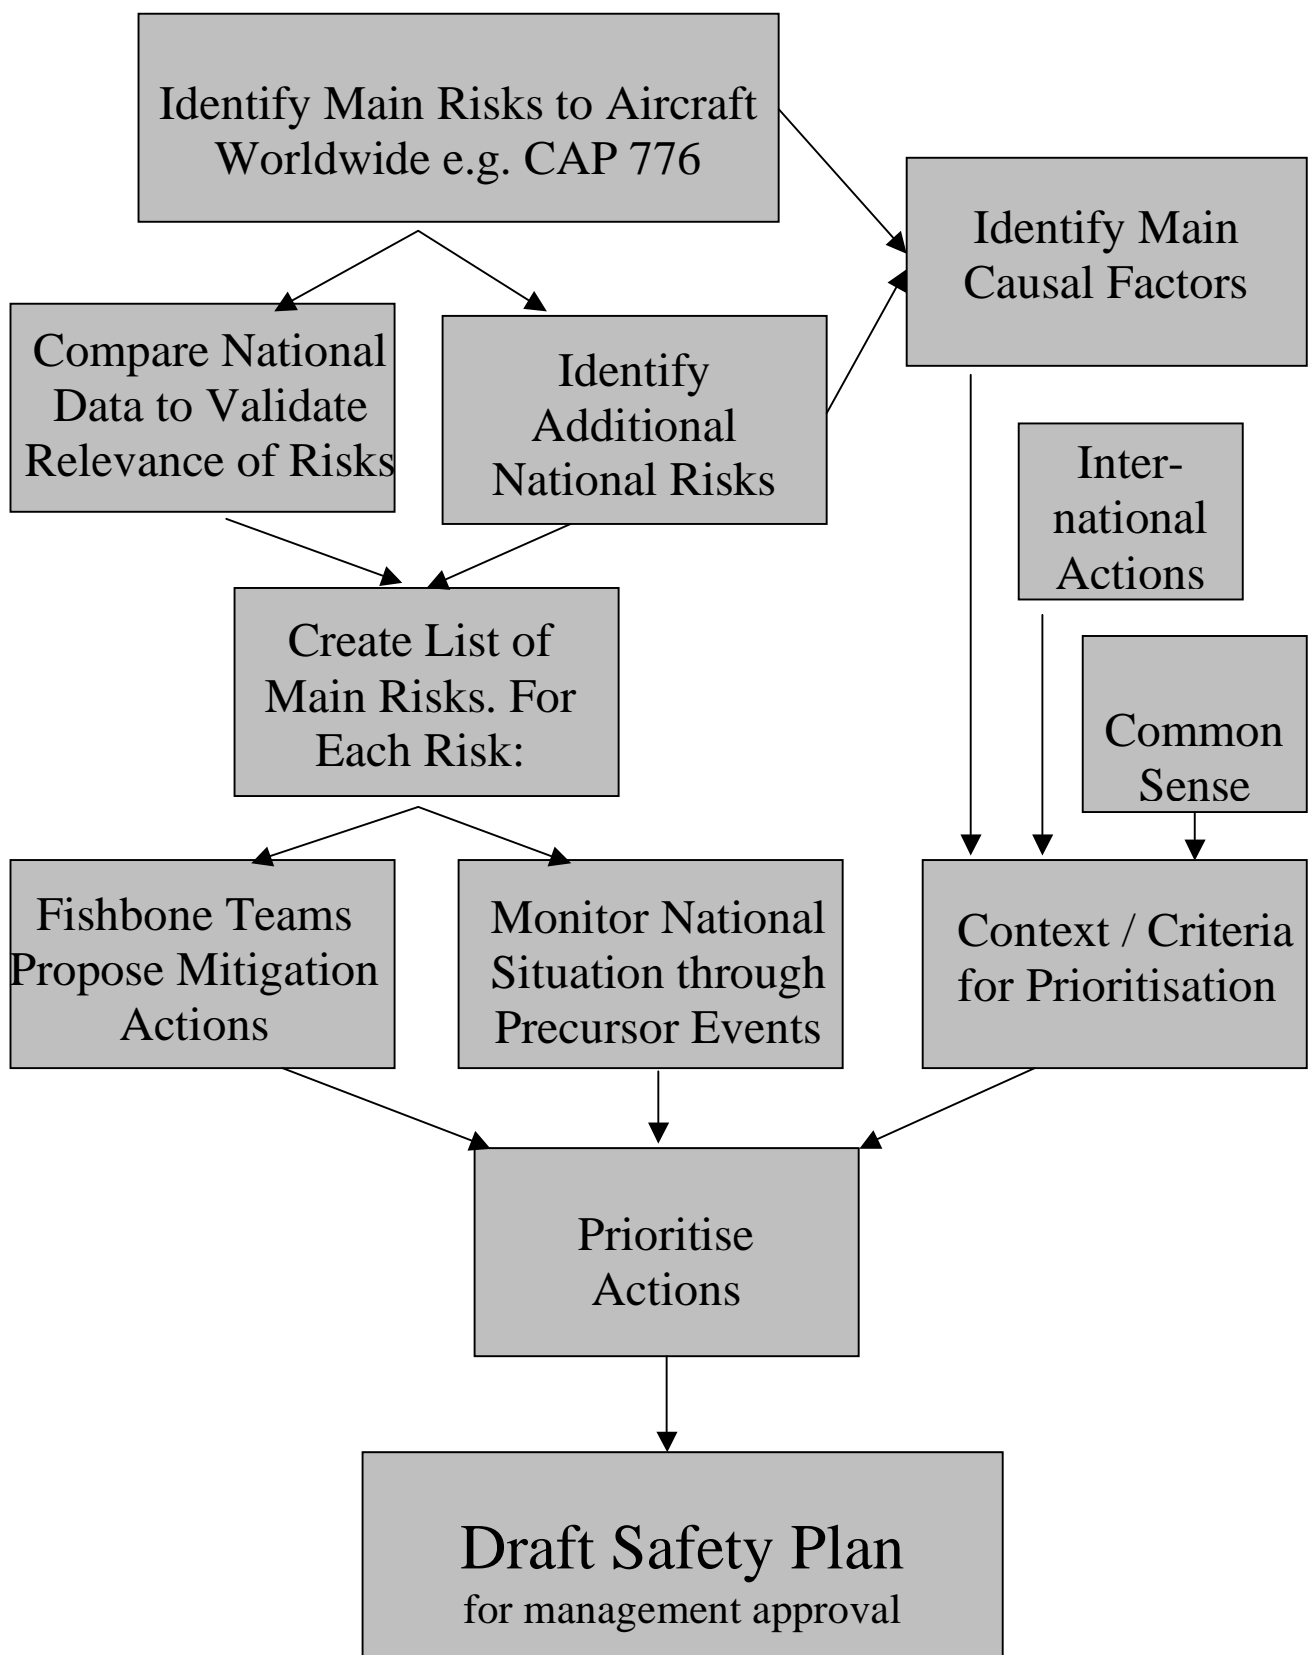 Identify Main Risks to Aircraft
Worldwide e.g. CAP 776
Identify Main
Causal Factors
Compare National
Data to Validate
Relevance of Risks
Identify
Additional
National Risks
Inter-
national
Actions
Create List of
Main Risks. For
Each Risk:
Common
Sense
Fishbone Teams
Propose Mitigation
Actions
Monitor National
Situation through
Precursor Events
Context / Criteria
for Prioritisation
Prioritise
Actions
Draft Safety Plan
for management approval